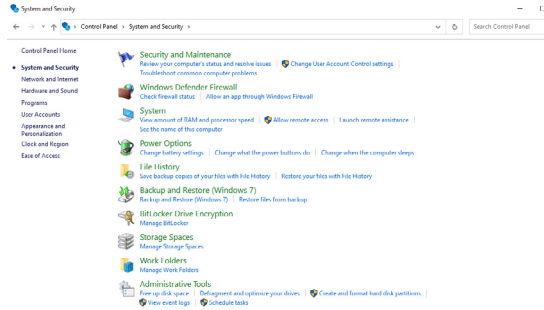 System and Security
Control Panel > System and Security >
Search Control Panel
Control Panel Home
System and Security
Network and Internet
Hardware and Sound
Programs
User Accounts
Appearance and
Personalization
Clock and Region
Ease of Access
Security and Maintenance
Review your computer's status and resolve issues | Change User Account Control settings |
Troubleshoot common computer problems
Windows Defender Firewall
Check firewall status | Allow an app through Windows Firewall
System
View amount of RAM and processor speed | Allow remote access | Launch remote assistance |
See the name of this computer
Power Options
Change battery settings | Change what the power buttons do | Change when the computer sleeps
File History
Save backup copies of your files with File History | Restore your files with File History
Backup and Restore (Windows 7)
Backup and Restore (Windows 7) | Restore files from backup
BitLocker Drive Encryption
Manage BitLocker
Storage Spaces
Manage Storage Spaces
Work Folders
Manage Work Folders
Administrative Tools
Free up disk space | Defragment and optimize your drives | Create and format hard disk partitions |
View event logs | Schedule tasks